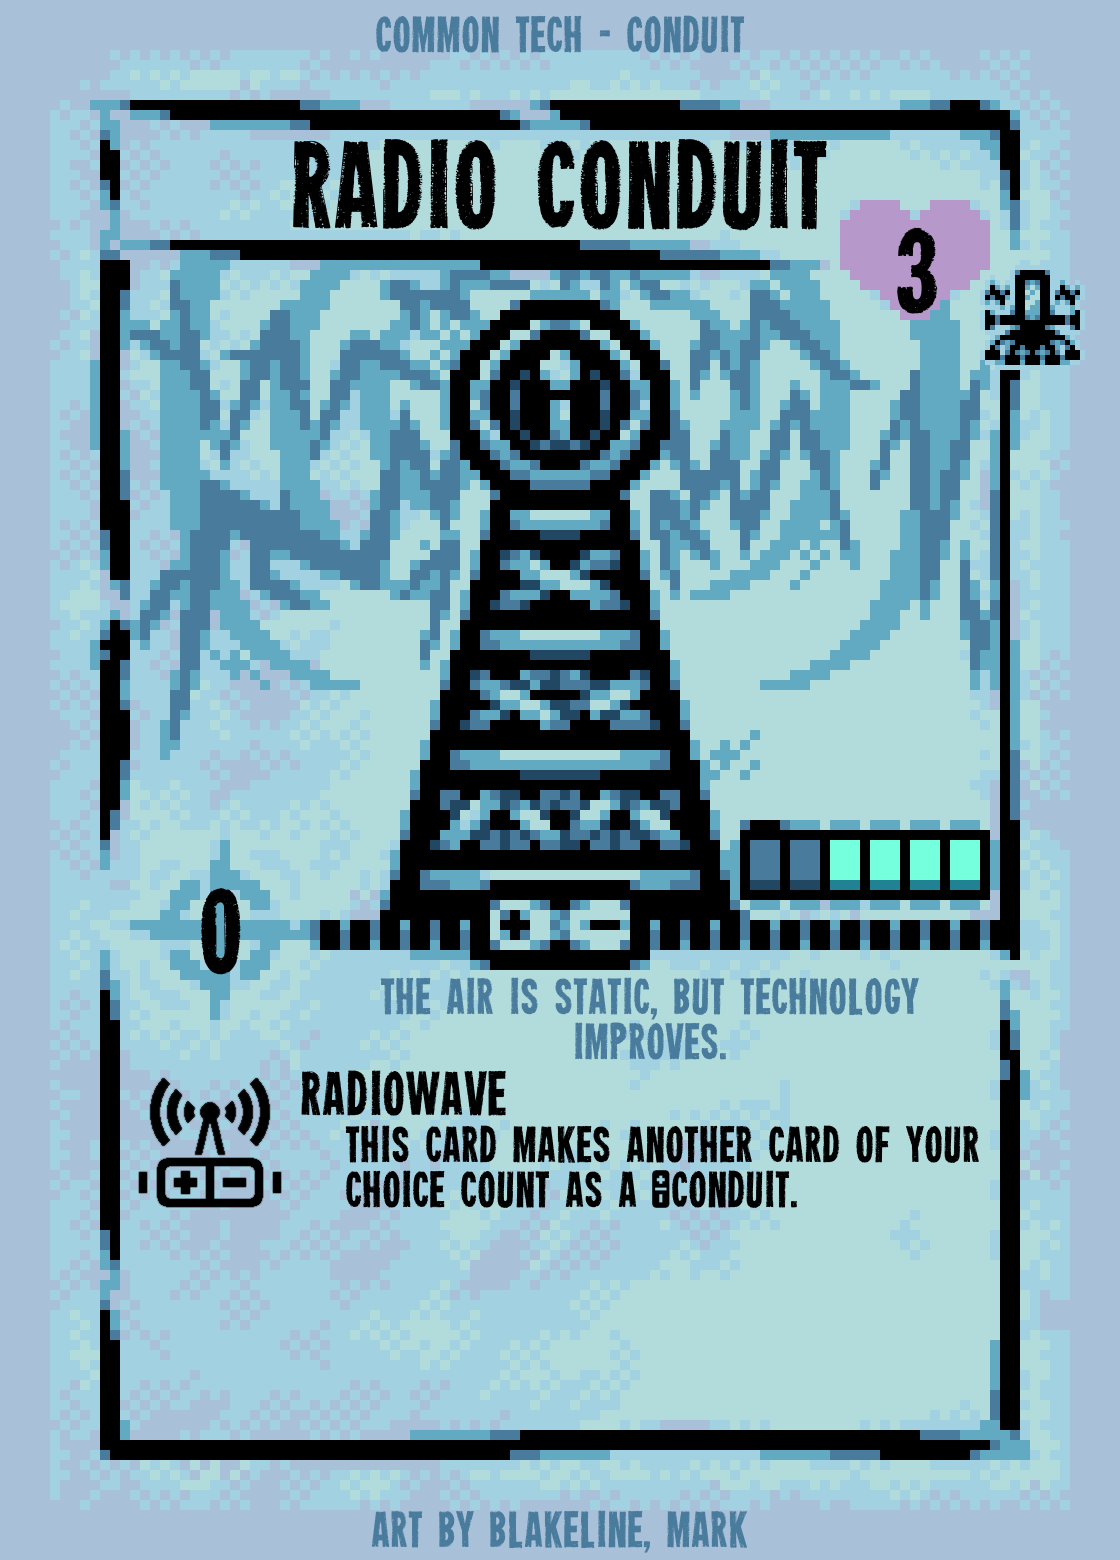 COMMON TECH - CONDUIT
RADIO CONDUIT
3
0
THE AIR IS STATIC, BUT TECHNOLOGY
IMPROVES.
RADIOWAVE
THIS CARD MAKES ANOTHER CARD OF YOUR
CHOICE COUNT AS A CONDUIT.
ART BY BLAKELINE, MARK